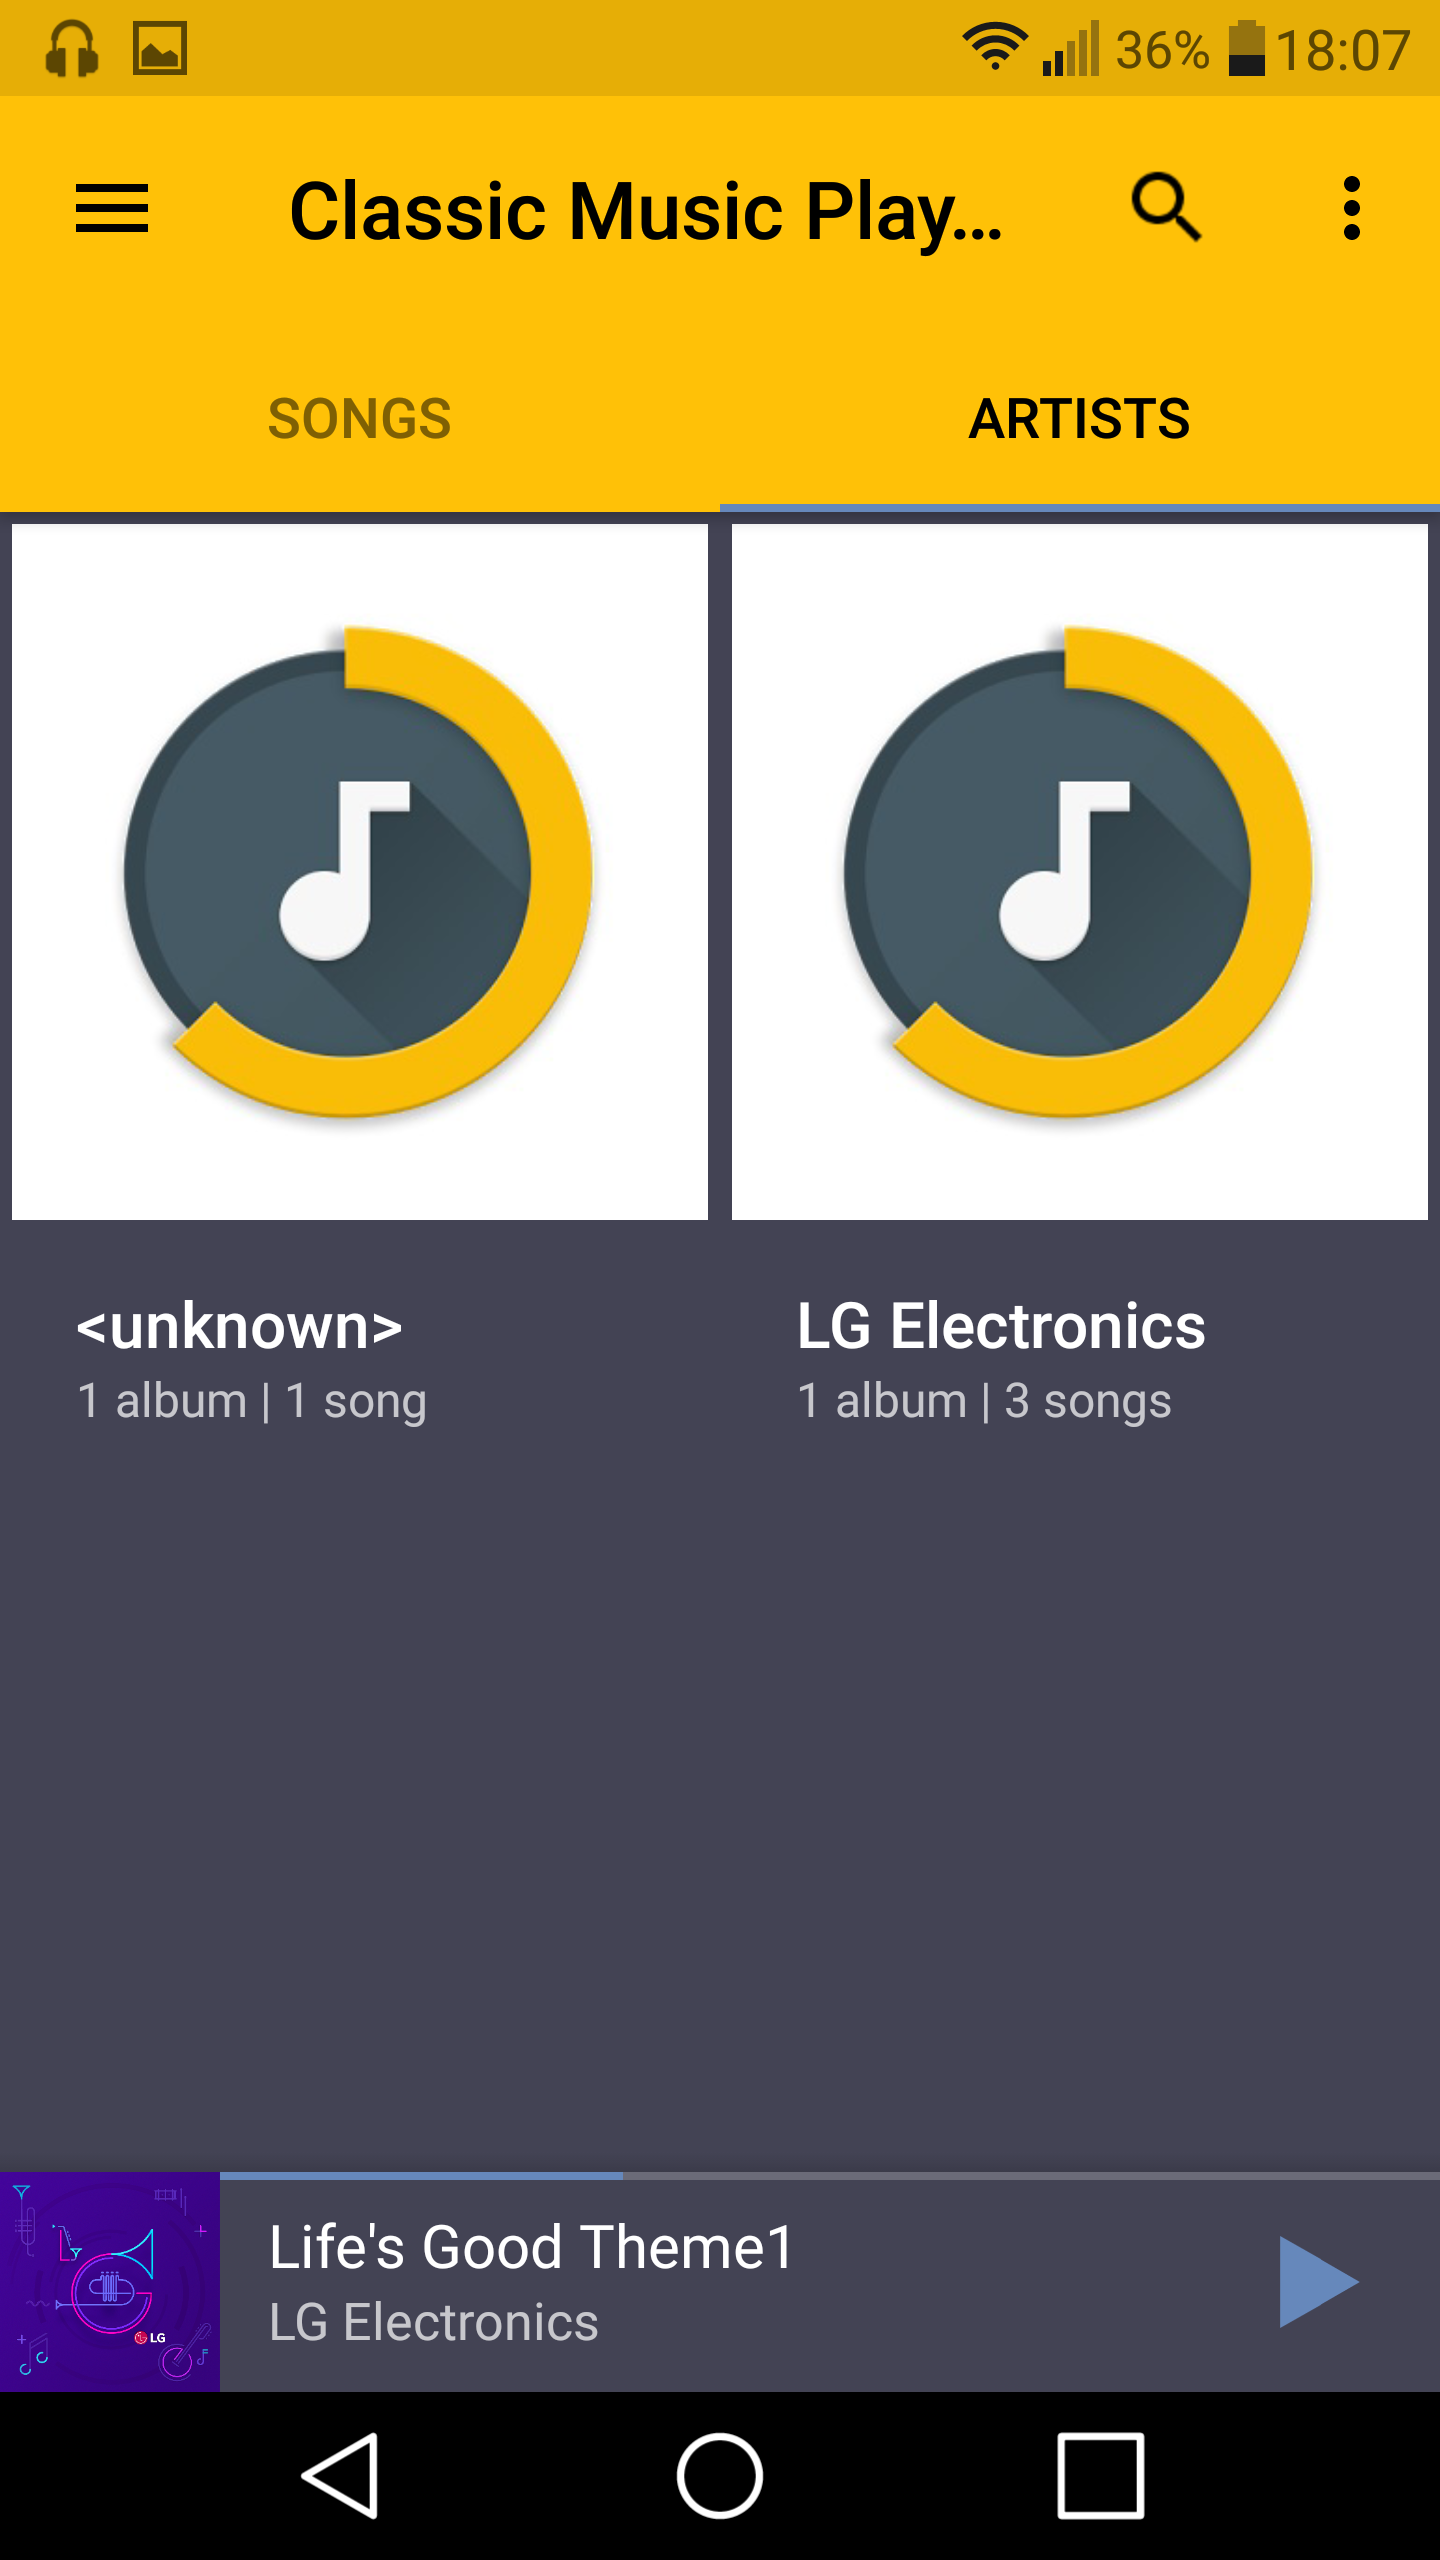 36% 18:07
Classic Music Play...
SONGS ARTISTS
<unknown>
1 album | 1 song
LG Electronics
1 album | 3 songs
LG
Life's Good Theme1
LG Electronics